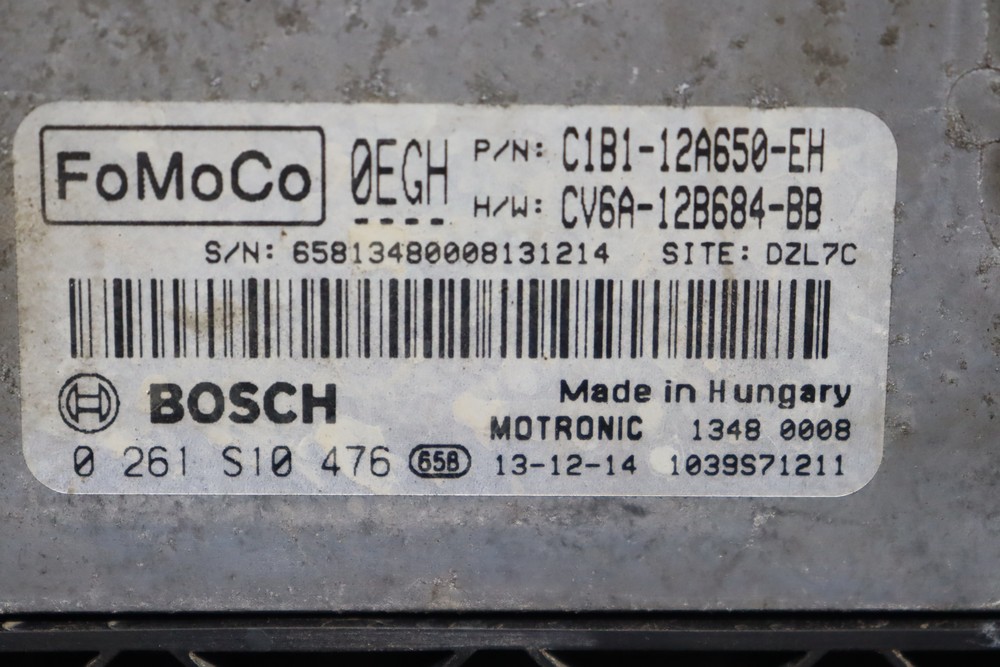 FoMoCo 0EGH P/N: C1B1-12A650-EH
H/W: CV6A-12B684-BB
S/N: 65813480008131214 SITE: DZL7C
BOSCH Made in Hungary
MOTRONIC 1348 0008
0 261 S10 476 658 13-12-14 1039S71211